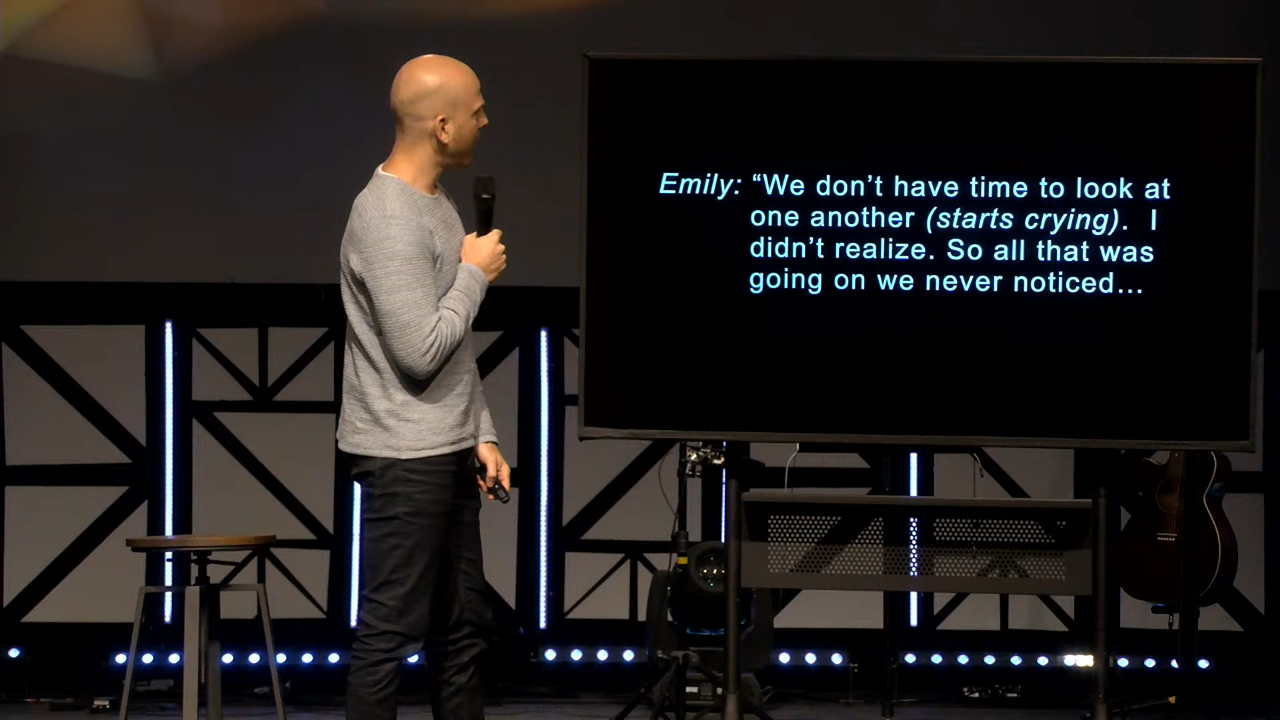 Emily: “We don’t have time to look at
one another (starts crying).  I
didn’t realize. So all that was
going on we never noticed...